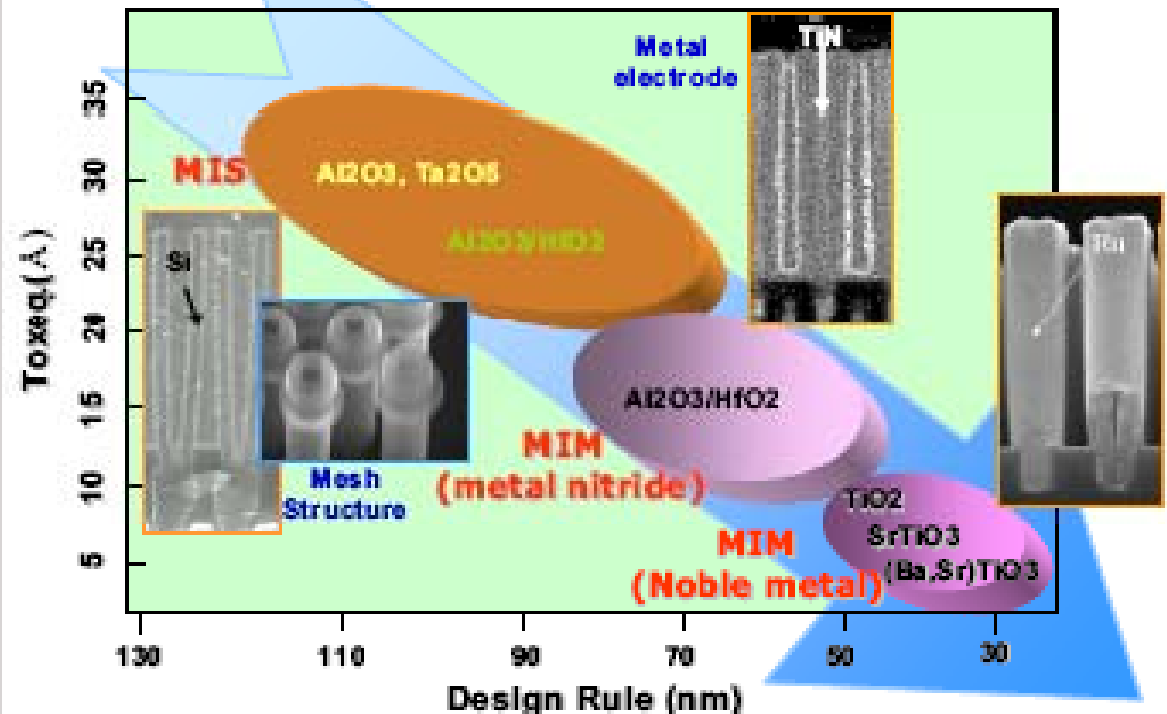 Metal
electrode
TiN
35
30
25
20
15
10
5
Toxeq.(Å)
MIS
Al2O3, Ta2O5
Al2O3/HfO2
Si
Ru
Al2O3/HfO2
Mesh
Structure
MIM
(metal nitride)
TiO2
SrTiO3
(Ba,Sr)TiO3
MIM
(Noble metal)
130 110 90 70 50 30
Design Rule (nm)